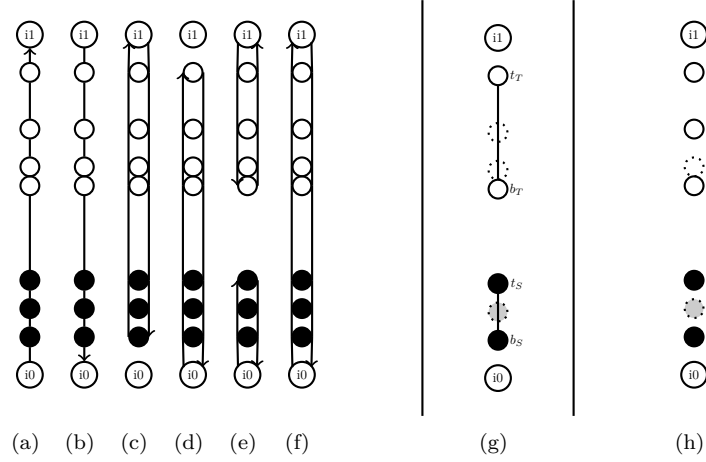 i1 i1 i1 i1 i1 i1 i1 i1
t_T
b_T
t_S
b_S
i0 i0 i0 i0 i0 i0 i0 i0
(a) (b) (c) (d) (e) (f) (g) (h)